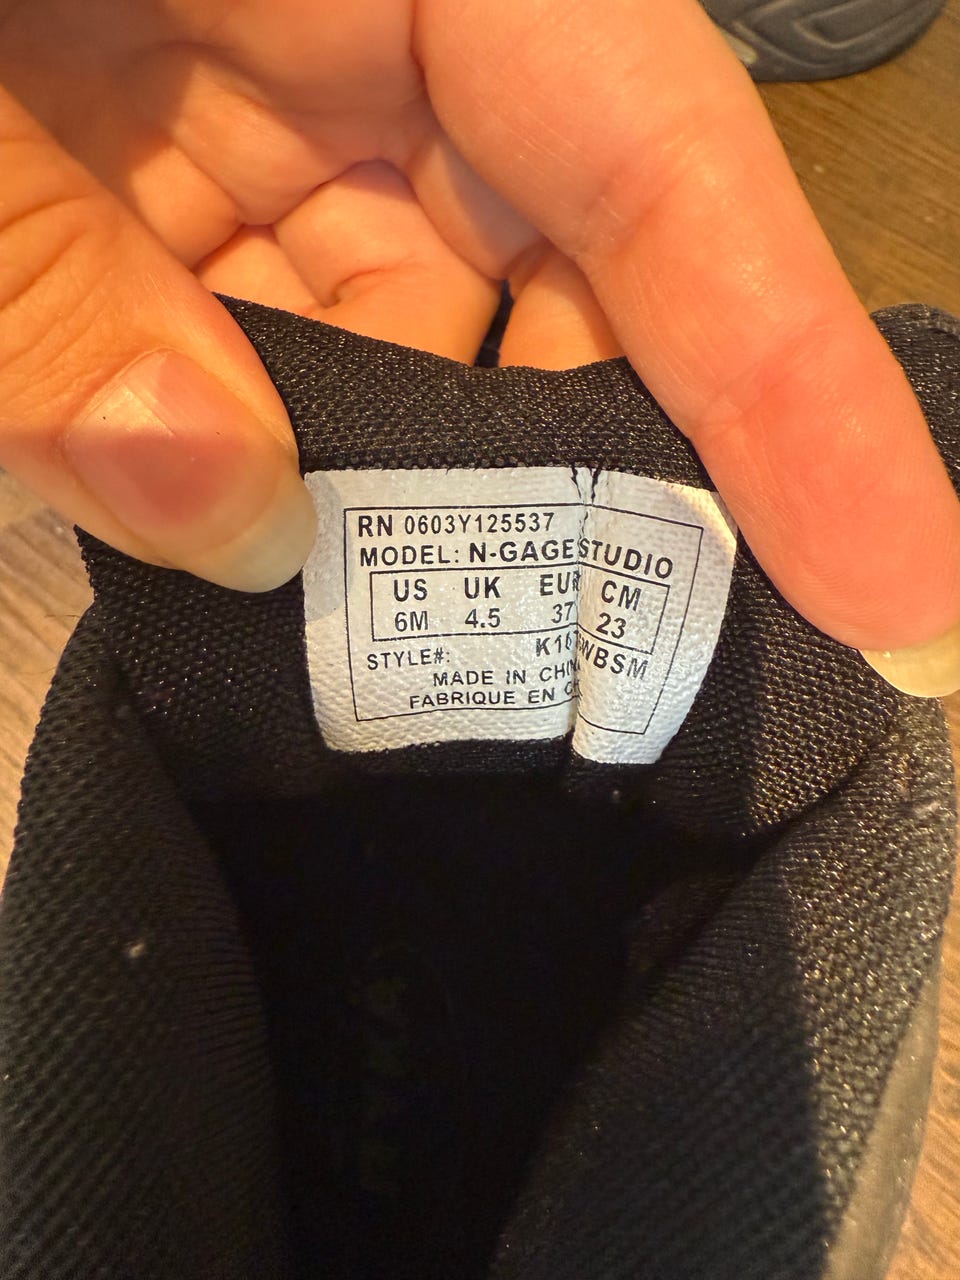 RN 0603Y125537
MODEL: N-GAGE STUDIO
US UK EUR CM
6M 4.5 37 23
STYLE#:
MADE IN
FABRIQUE EN